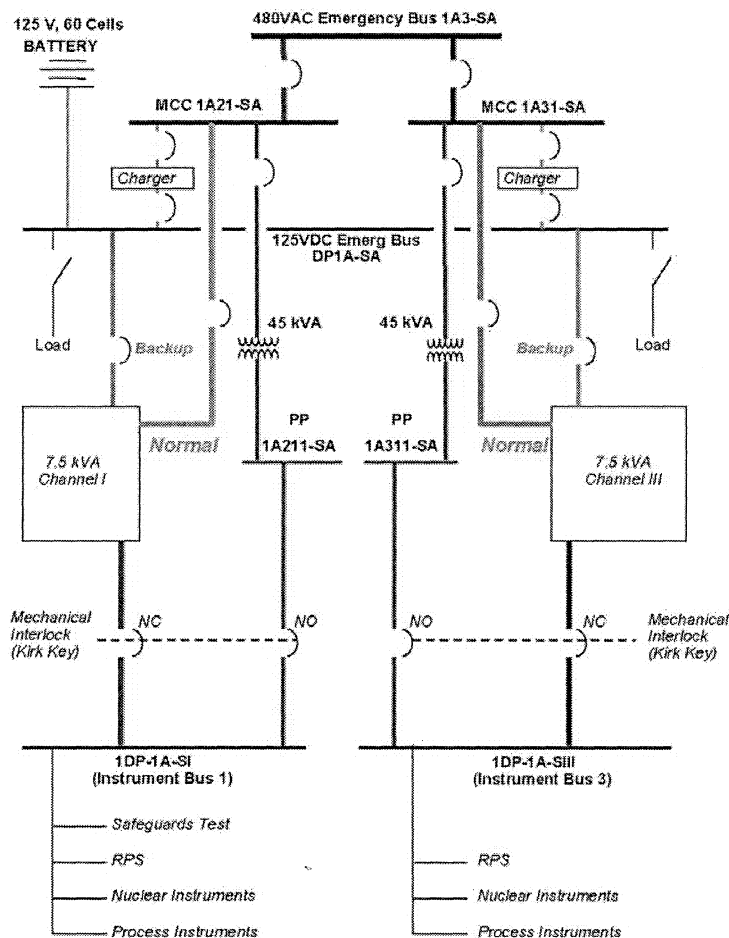 480VAC Emergency Bus 1A3-SA
125 V, 60 Cells
BATTERY
MCC 1A21-SA
MCC 1A31-SA
Charger
Charger
125VDC Emerg Bus
DP1A-SA
45 kVA
45 kVA
Load
Backup
Backup
Load
Normal
PP
1A211-SA
PP
1A311-SA
Normal
7.5 kVA
Channel I
7.5 kVA
Channel III
Mechanical
Interlock
(Kirk Key)
NC
NO
NO
NC
Mechanical
Interlock
(Kirk Key)
1DP-1A-SI
(Instrument Bus 1)
1DP-1A-SIII
(Instrument Bus 3)
Safeguards Test
RPS
Nuclear Instruments
Process Instruments
RPS
Nuclear Instruments
Process Instruments